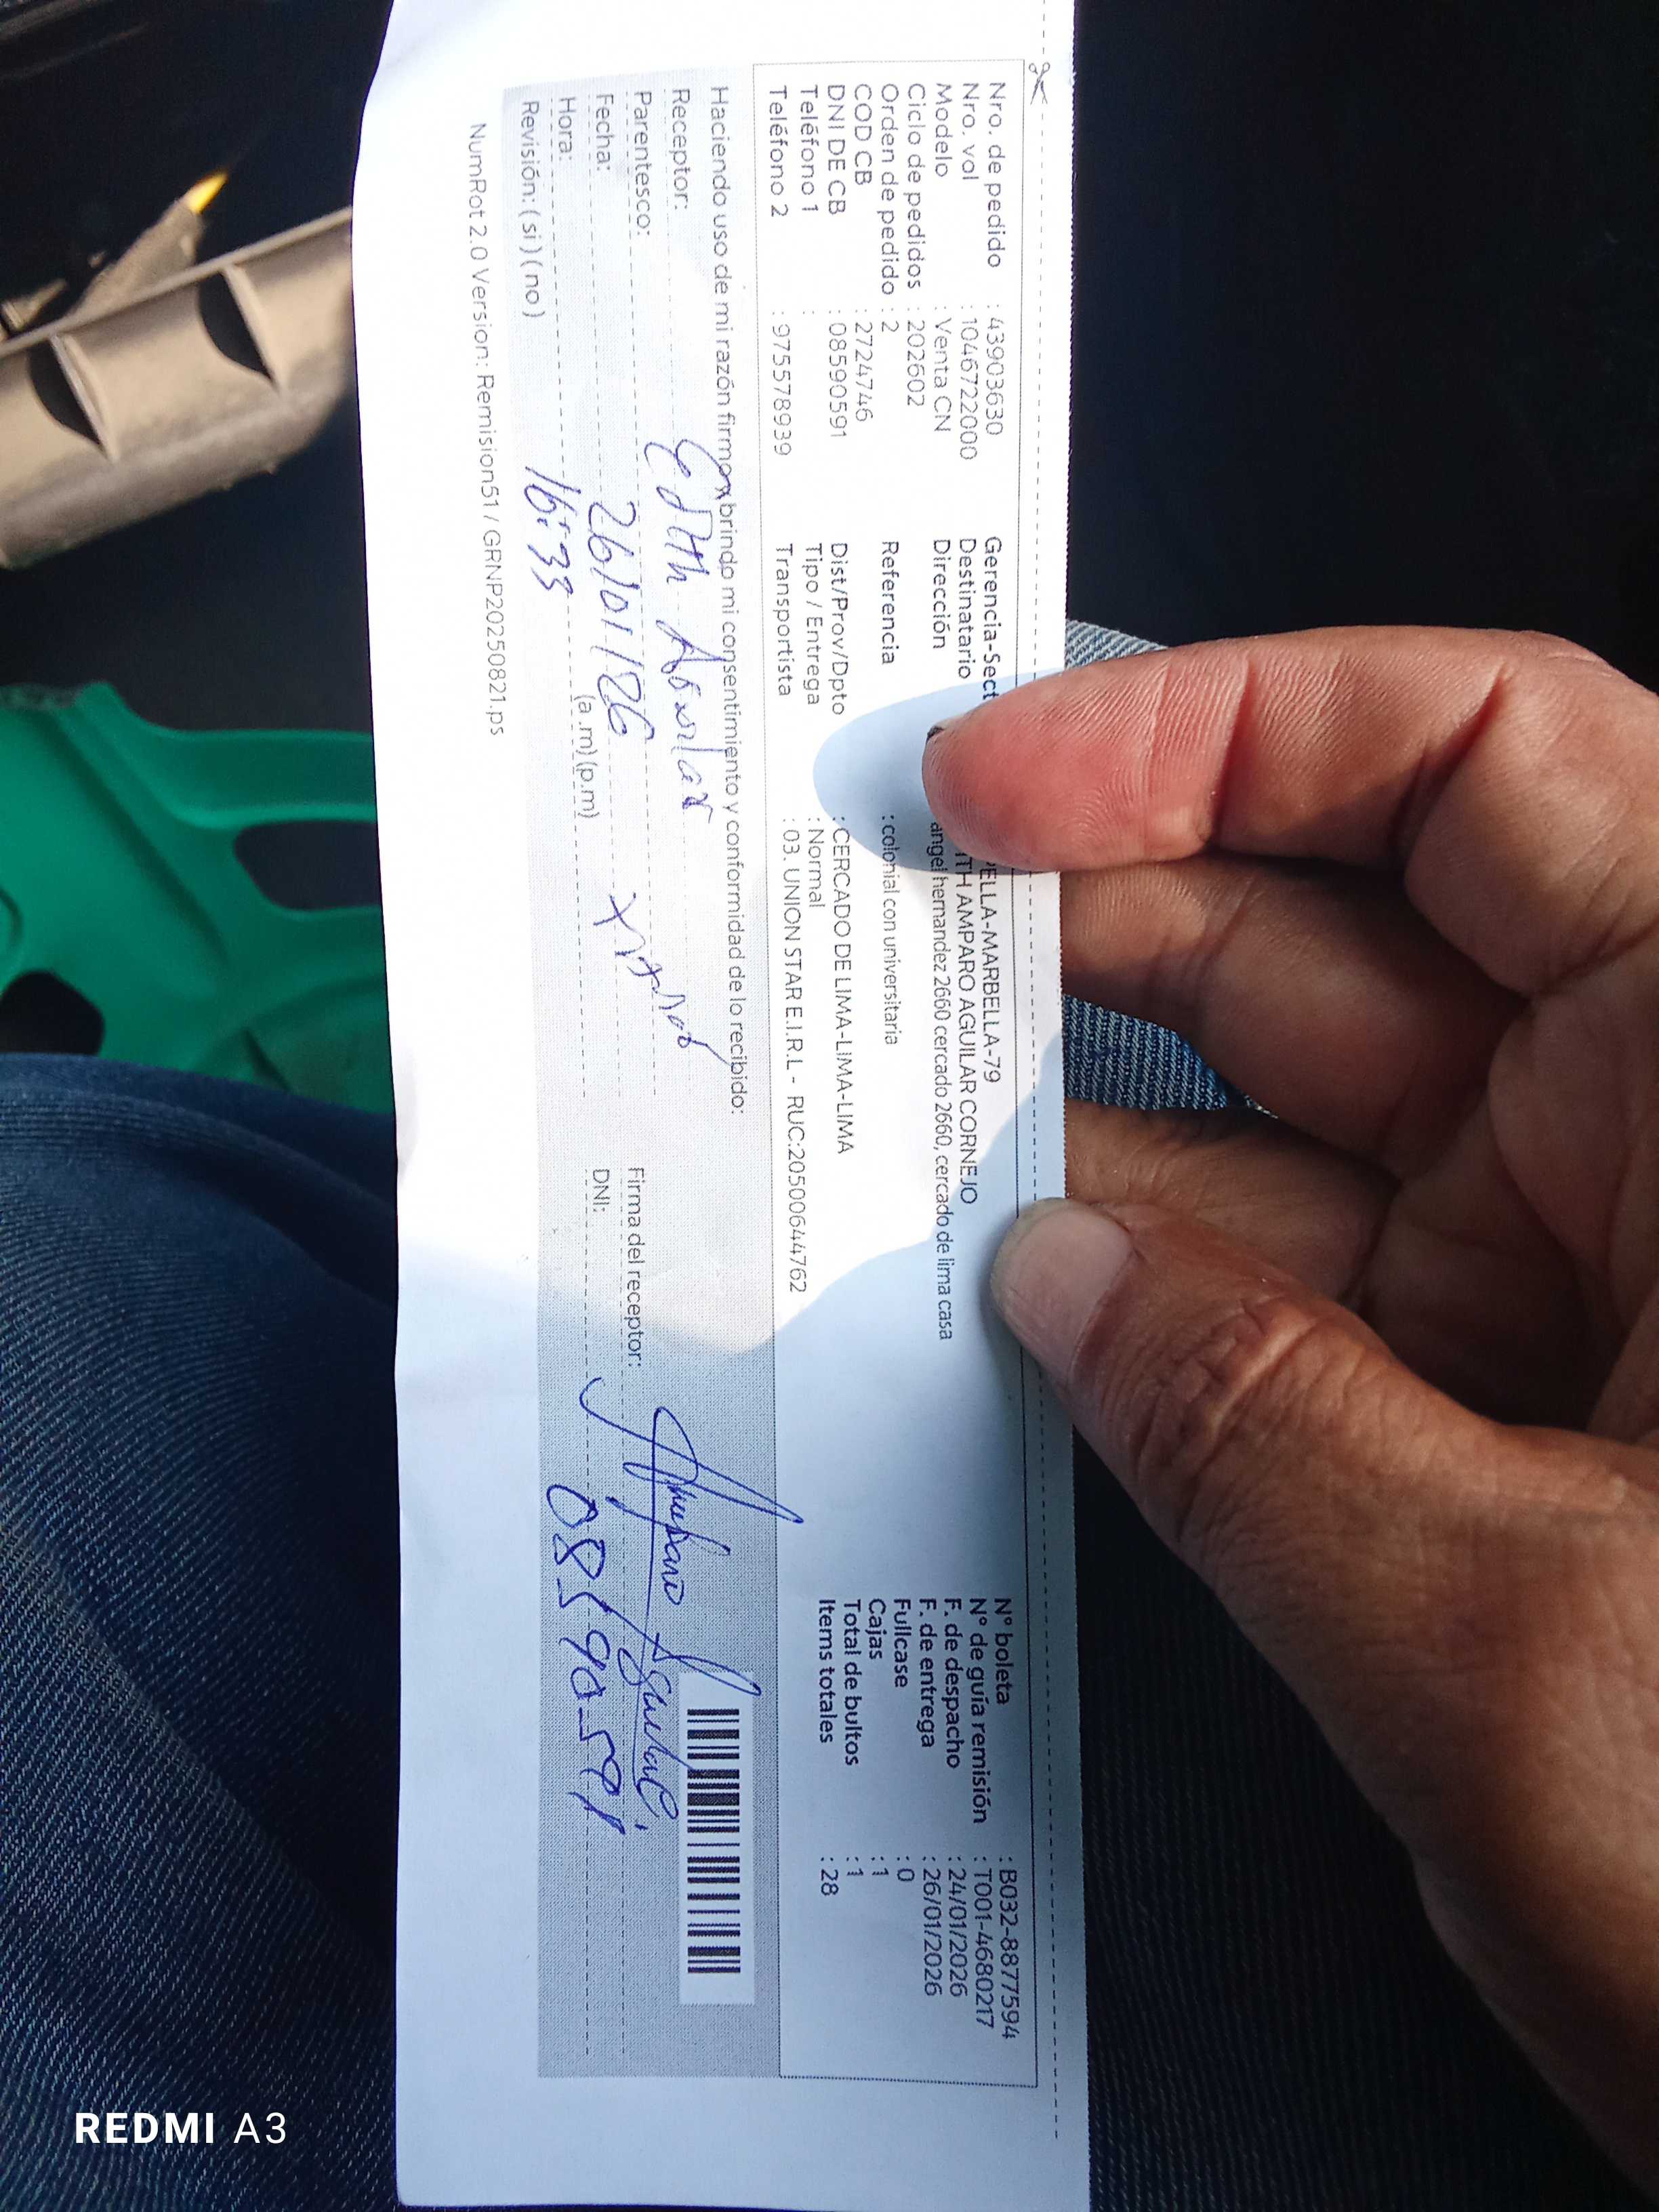 Nro. de pedido : 43903630
Nro. vol : 1046722000
Modelo : Venta CN
Ciclo de pedidos : 202602
Orden de pedido : 2
COD CB : 2724746
DNI DE CB : 08590591
Teléfono 1 :
Teléfono 2 : 975578939
Gerencia-Sect PELLA-MARBELLA-79
Destinatario ITH AMPARO AGUILAR CORNEJO
Dirección angel hernandez 2660 cercado 2660, cercado de lima casa
Referencia : colonial con universitaria
Dist/Prov/Dpto : CERCADO DE LIMA-LIMA-LIMA
Tipo / Entrega : Normal
Transportista : 03. UNION STAR E.I.R.L - RUC:20500644762
N° boleta : B032-8877594
N° de guía remisión : T001-4680217
F. de despacho : 24/01/2026
F. de entrega : 26/01/2026
Fullcase : 0
Cajas : 1
Total de bultos : 1
Items totales : 28
Haciendo uso de mi razón firmo y brindo mi consentimiento y conformidad de lo recibido:
Receptor: Edith
Parentesco:
Fecha: 26/01/26
Hora: 16:33 (a.m) (p.m)
Revisión: ( si ) ( no )
Firma del receptor: Amparo Aguilar
DNI: 08590591
NumRot 2.0 Version: Remision51 / GRNP20250821.ps
REDMI A3